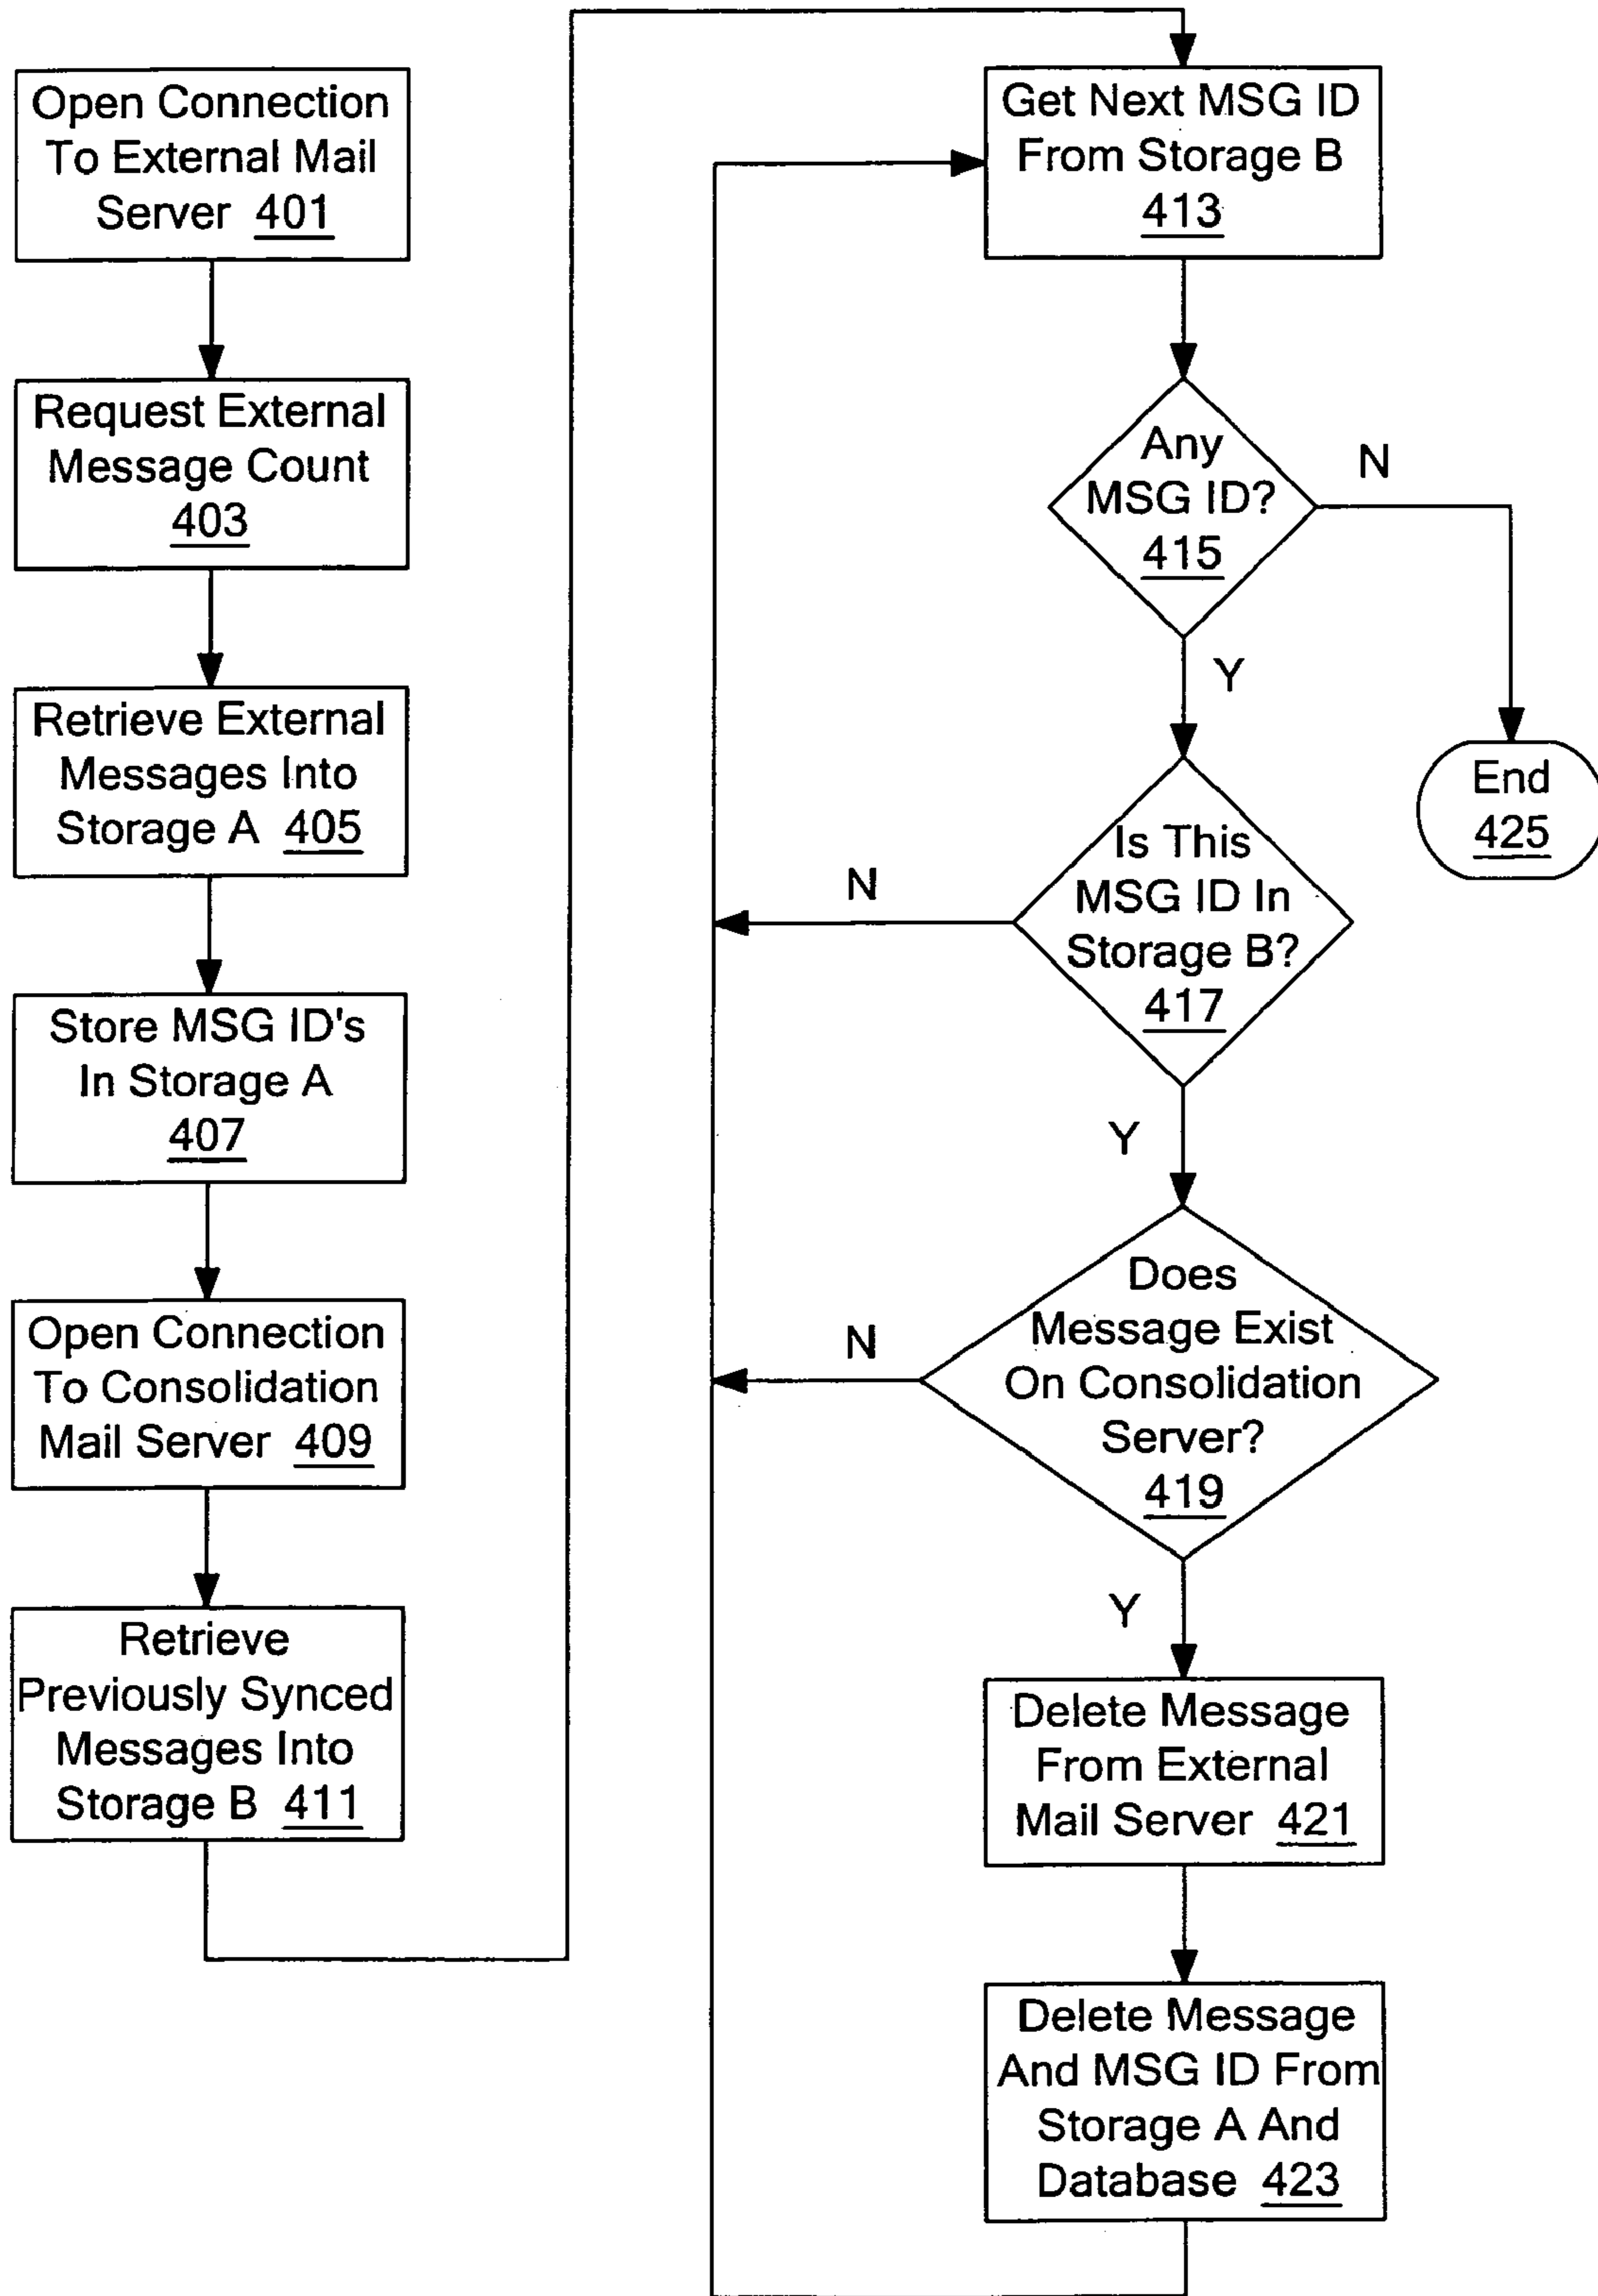 Open Connection
To External Mail
Server 401
Request External
Message Count
403
Retrieve External
Messages Into
Storage A 405
Store MSG ID's
In Storage A
407
Open Connection
To Consolidation
Mail Server 409
Retrieve
Previously Synced
Messages Into
Storage B 411
Get Next MSG ID
From Storage B
413
Any
MSG ID?
415
N
Y
End
425
Is This
MSG ID In
Storage B?
417
N
Y
Does
Message Exist
On Consolidation
Server?
419
N
Y
Delete Message
From External
Mail Server 421
Delete Message
And MSG ID From
Storage A And
Database 423